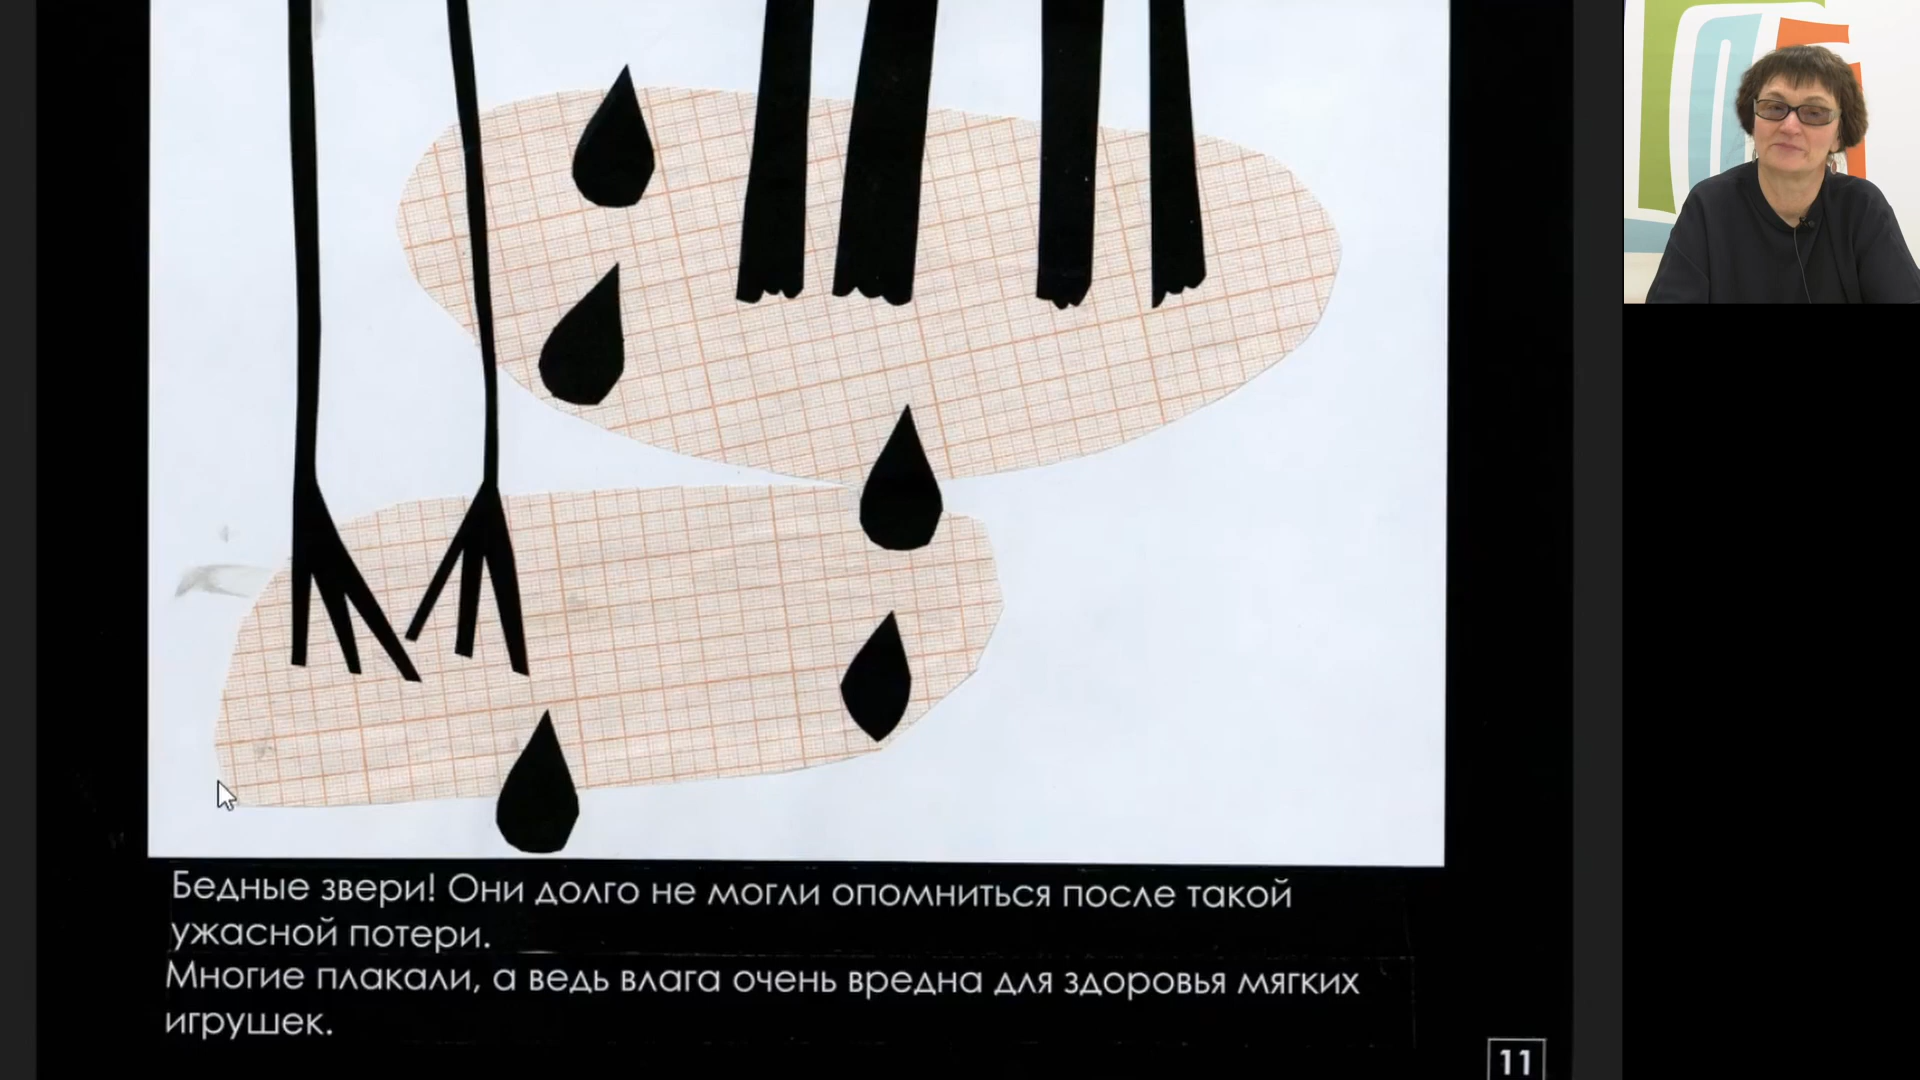 Бедные звери! Они долго не могли опомниться после такой
ужасной потери.
Многие плакали, а ведь влага очень вредна для здоровья мягких
игрушек.
11